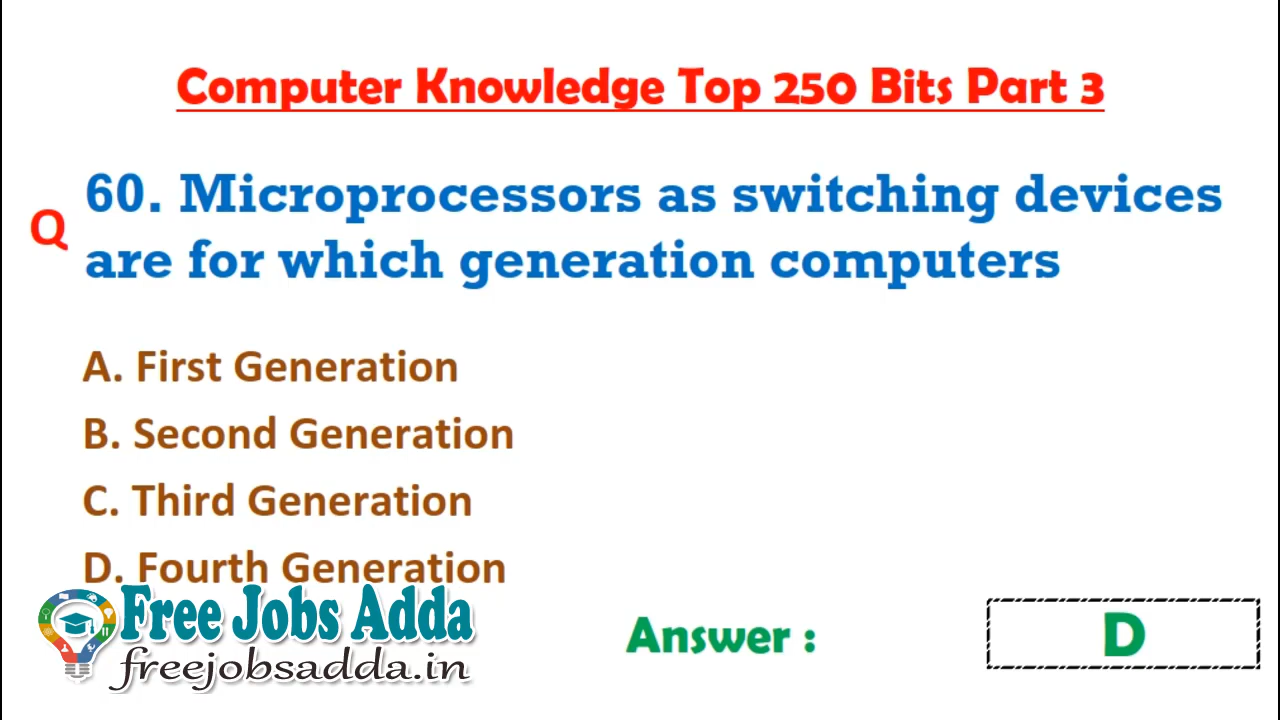 Computer Knowledge Top 250 Bits Part 3
Q 60. Microprocessors as switching devices
are for which generation computers
A. First Generation
B. Second Generation
C. Third Generation
D. Fourth Generation
Free Jobs Adda
freejobsadda.in
Answer : D